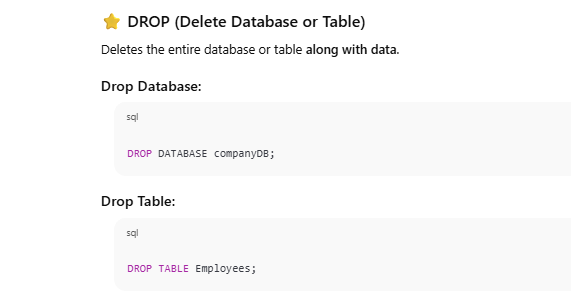 ⭐ DROP (Delete Database or Table)
Deletes the entire database or table along with data.
Drop Database:
sql
DROP DATABASE companyDB;
Drop Table:
sql
DROP TABLE Employees;